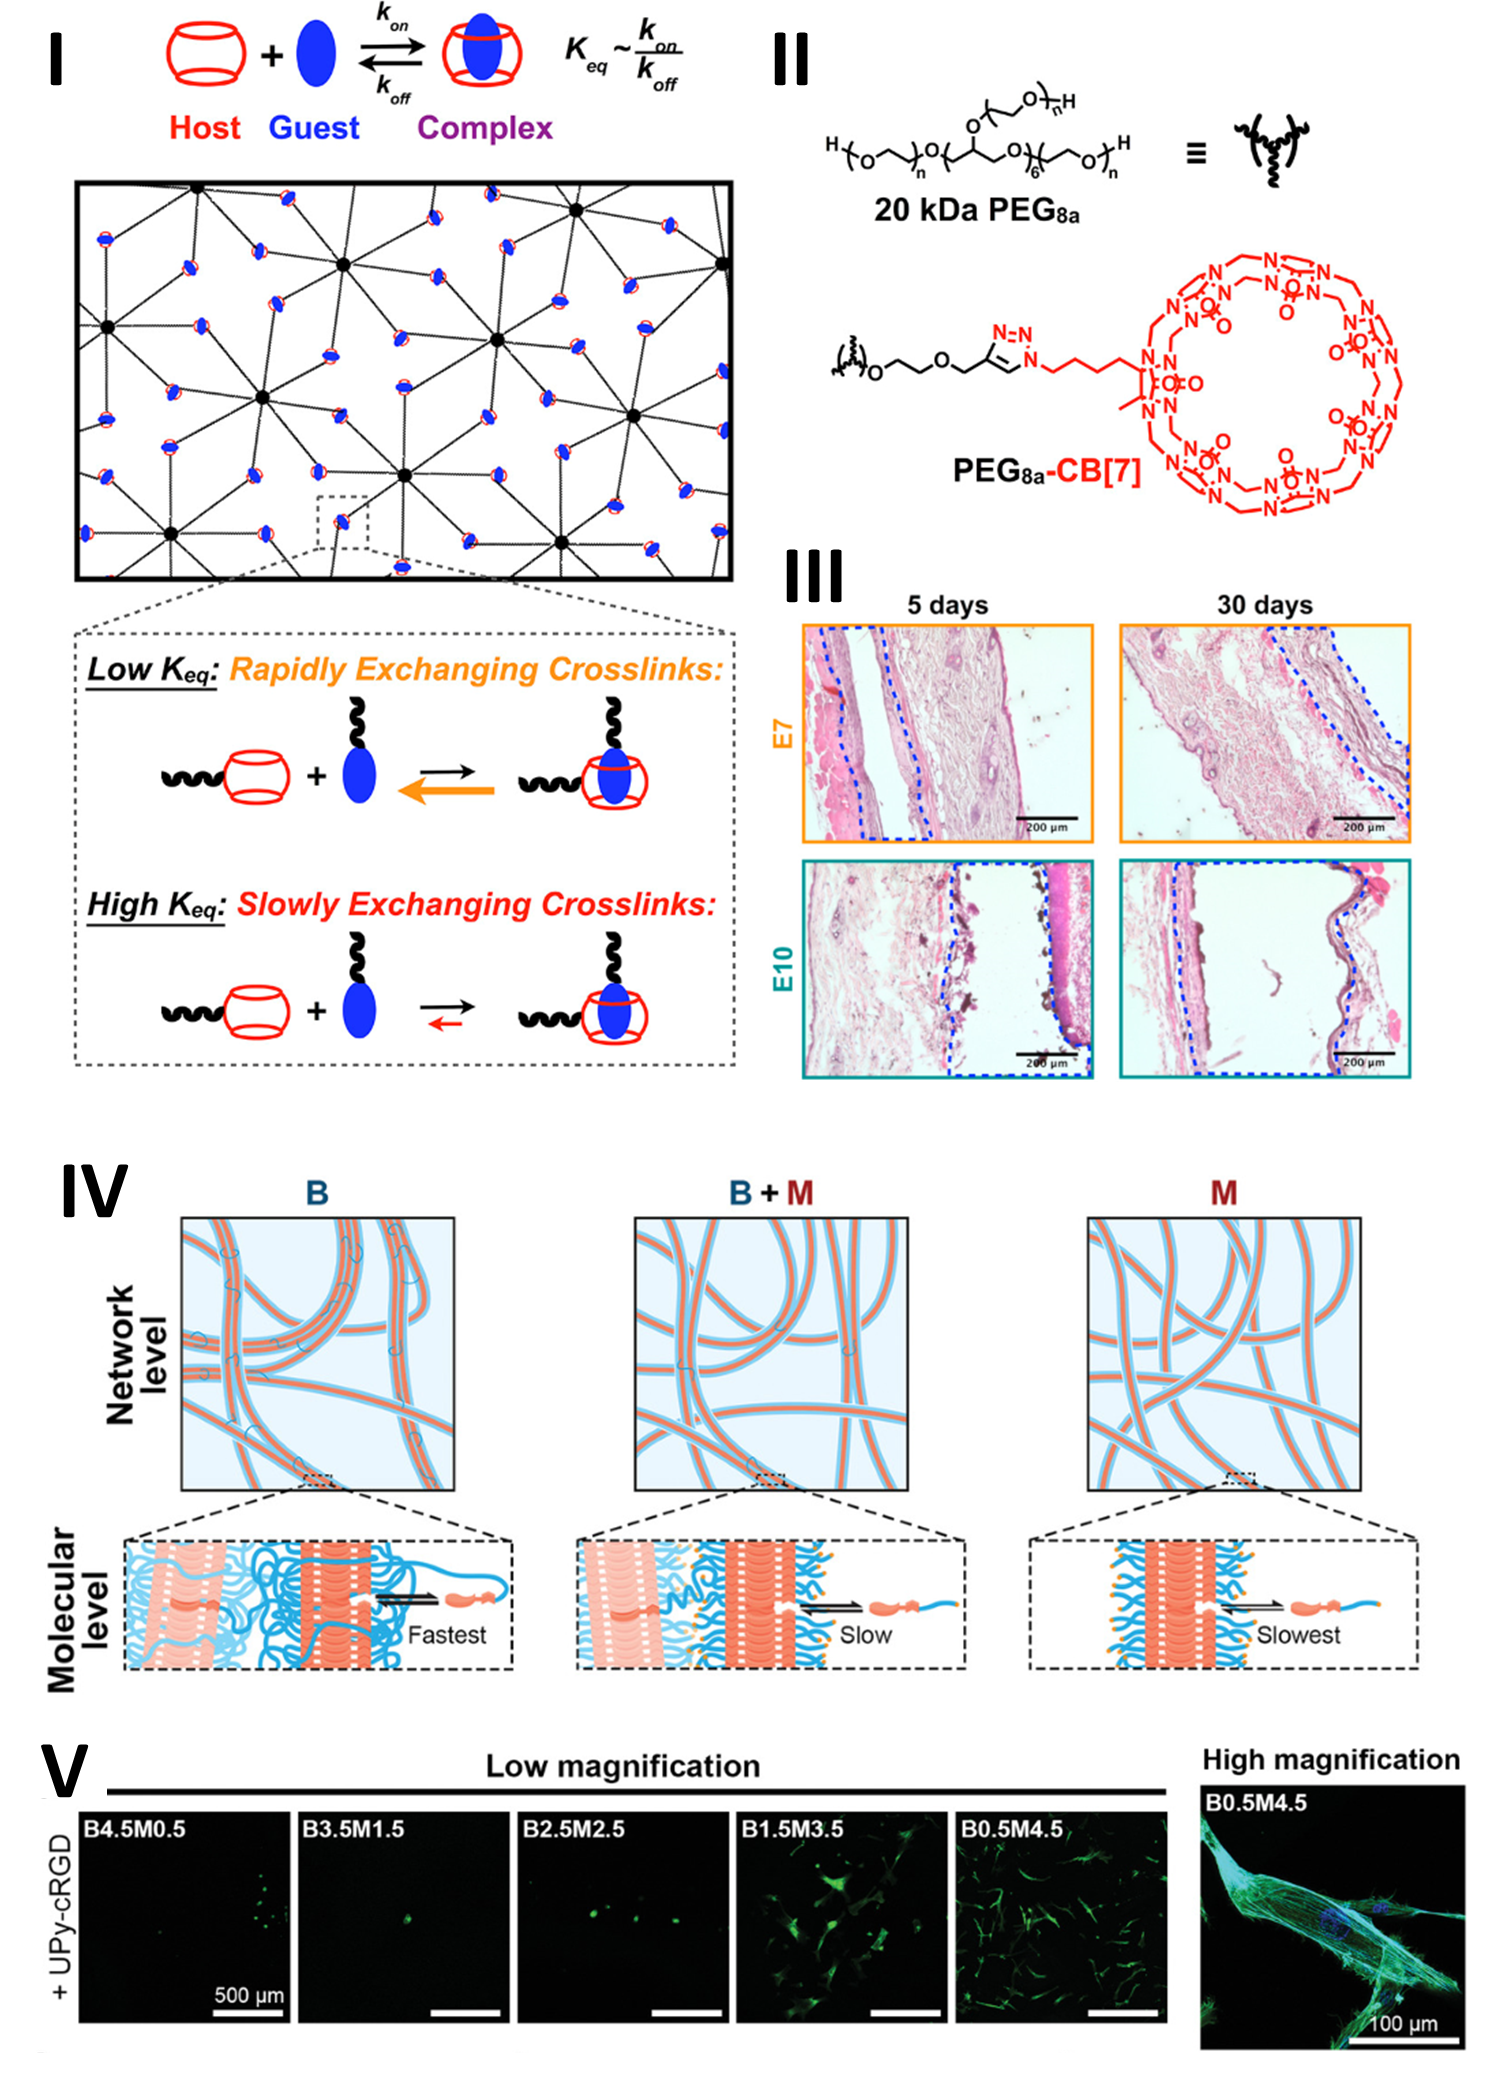 I
k on
k off
Host + Guest Complex
K eq ~ k on / k off
Low Keq: Rapidly Exchanging Crosslinks:
+
High Keq: Slowly Exchanging Crosslinks:
+
II
O O n H
H O n O O 6 O n H
≡
20 kDa PEG8a
O O N=N N
N N N N N N N N N N N N N N
O O O O O O O O O O O O O O
PEG8a-CB[7]
III
5 days 30 days
E7
200 µm 200 µm
E10
200 µm 200 µm
IV
B B + M M
Network level
Molecular level
Fastest Slow Slowest
V
Low magnification High magnification
+ UPy-cRGD
B4.5M0.5 B3.5M1.5 B2.5M2.5 B1.5M3.5 B0.5M4.5 B0.5M4.5
500 µm
100 µm